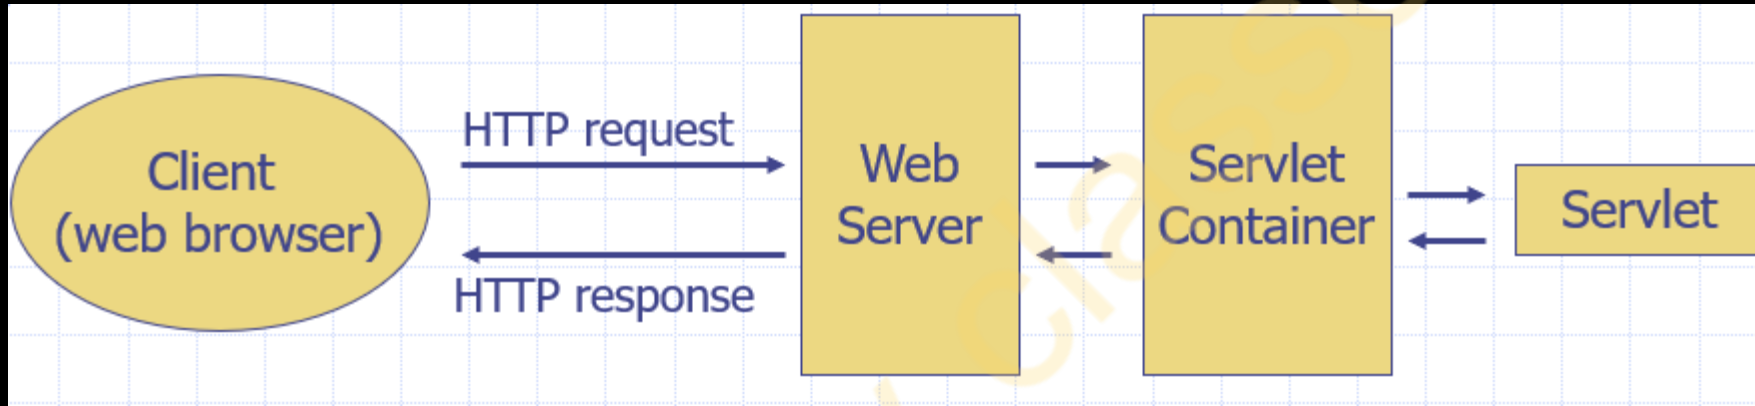 HTTP request
Client
(web browser)
HTTP response
Web
Server
Servlet
Container
Servlet